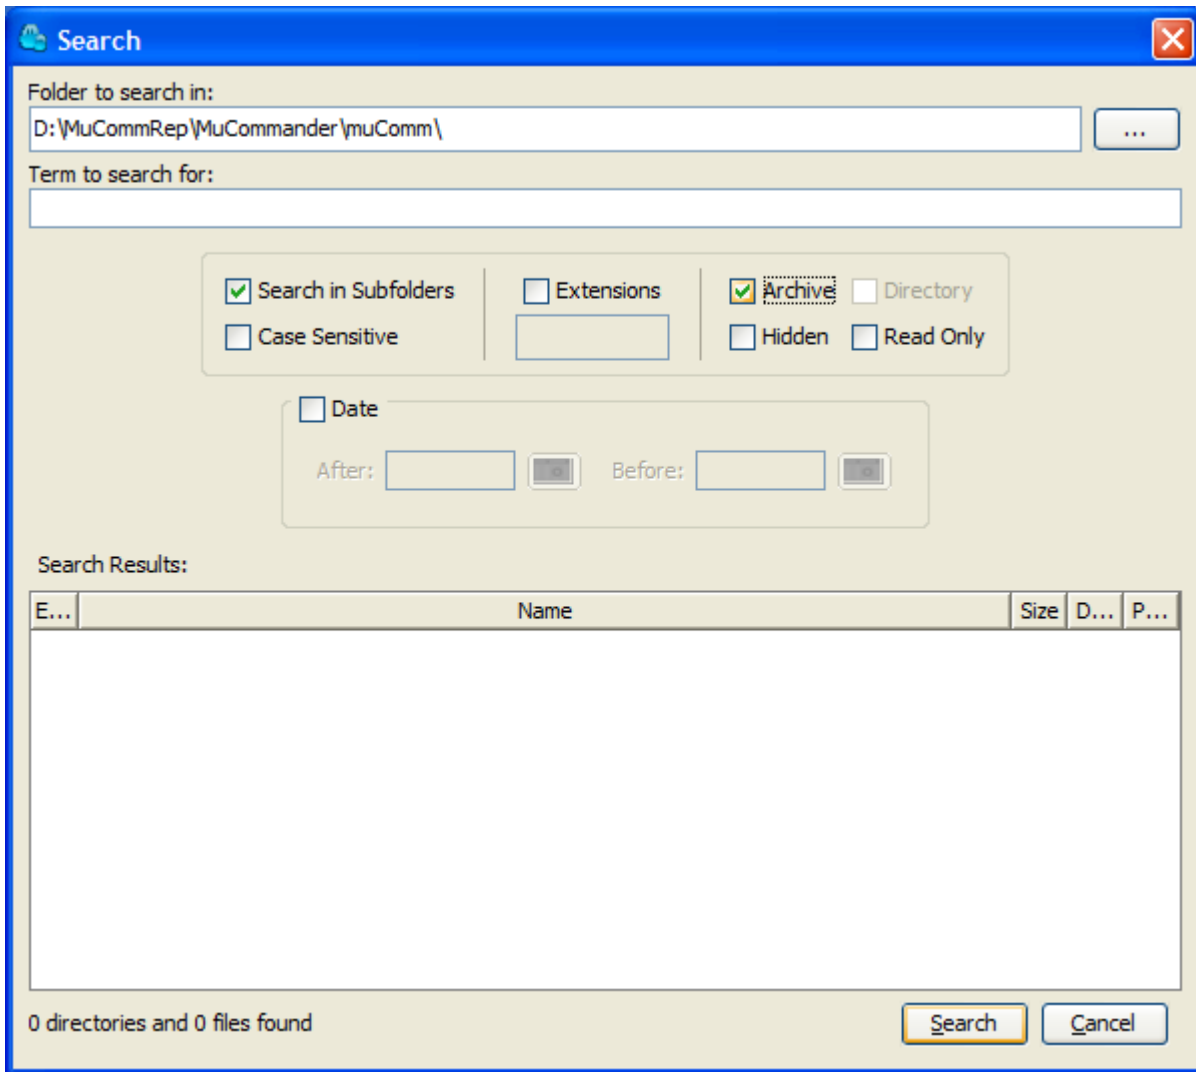 Search
Folder to search in:
D:\MuCommRep\MuCommander\muComm\
...
Term to search for:
Search in Subfolders Extensions Archive Directory
Case Sensitive Hidden Read Only
Date
After: Before:
Search Results:
E... Name Size D... P...
0 directories and 0 files found Search Cancel